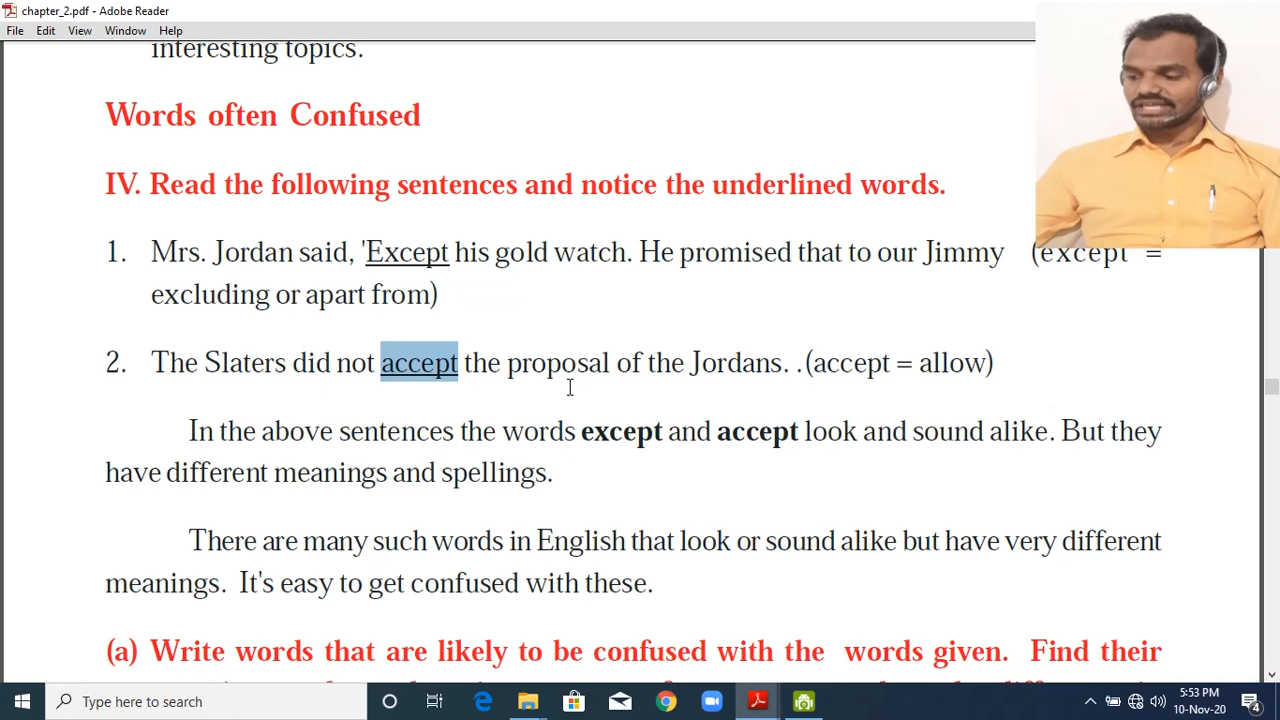 chapter_2.pdf - Adobe Reader
File Edit View Window Help
interesting topics.
Words often Confused
IV. Read the following sentences and notice the underlined words.
1. Mrs. Jordan said, 'Except his gold watch. He promised that to our Jimmy (except =
excluding or apart from)
2. The Slaters did not accept the proposal of the Jordans. .(accept = allow)
In the above sentences the words except and accept look and sound alike. But they
have different meanings and spellings.
There are many such words in English that look or sound alike but have very different
meanings. It's easy to get confused with these.
(a) Write words that are likely to be confused with the words given. Find their
Type here to search
5:53 PM
10-Nov-20
4